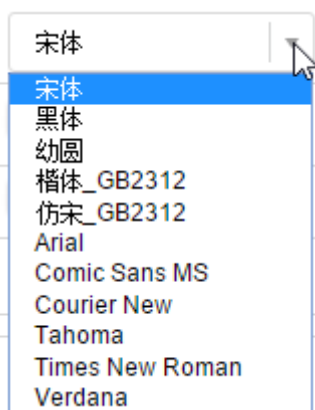 宋体
宋体
黑体
幼圆
楷体_GB2312
仿宋_GB2312
Arial
Comic Sans MS
Courier New
Tahoma
Times New Roman
Verdana